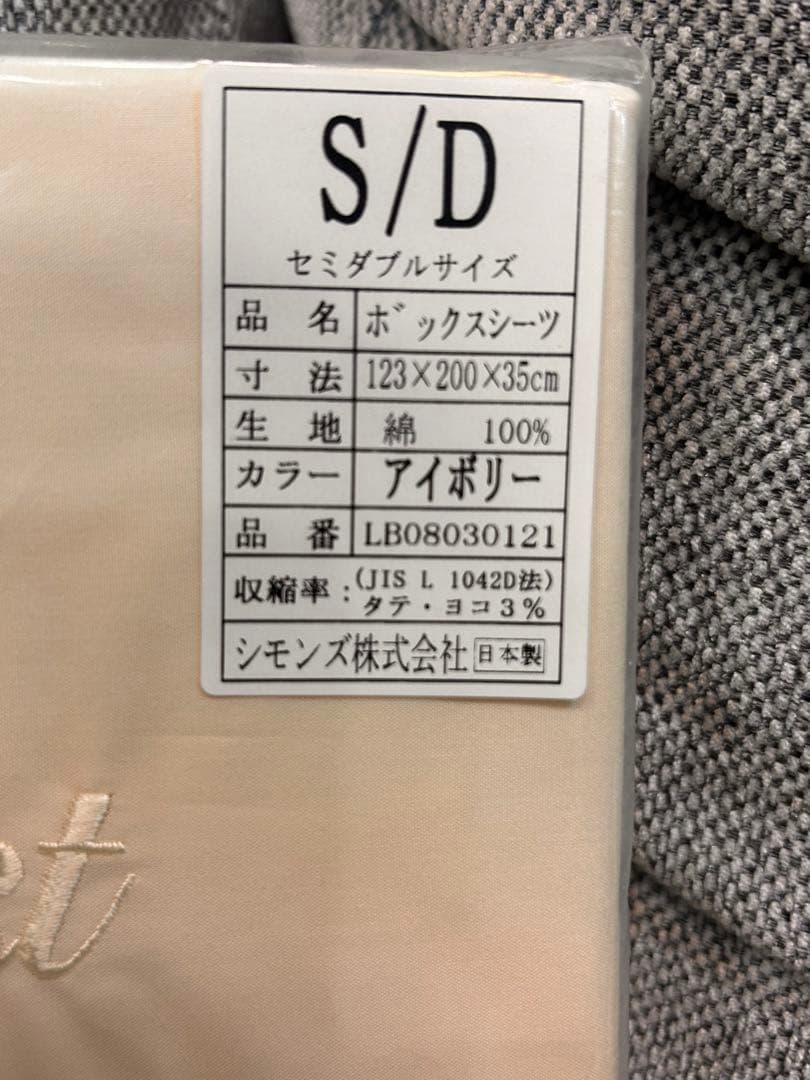 S/D
セミダブルサイズ
品 名 ボックスシーツ
寸 法 123×200×35cm
生 地 綿 100%
カラー アイボリー
品 番 LB08030121
収縮率：(JIS L 1042D法)
タテ・ヨコ3%
シモンズ株式会社 日本製
et